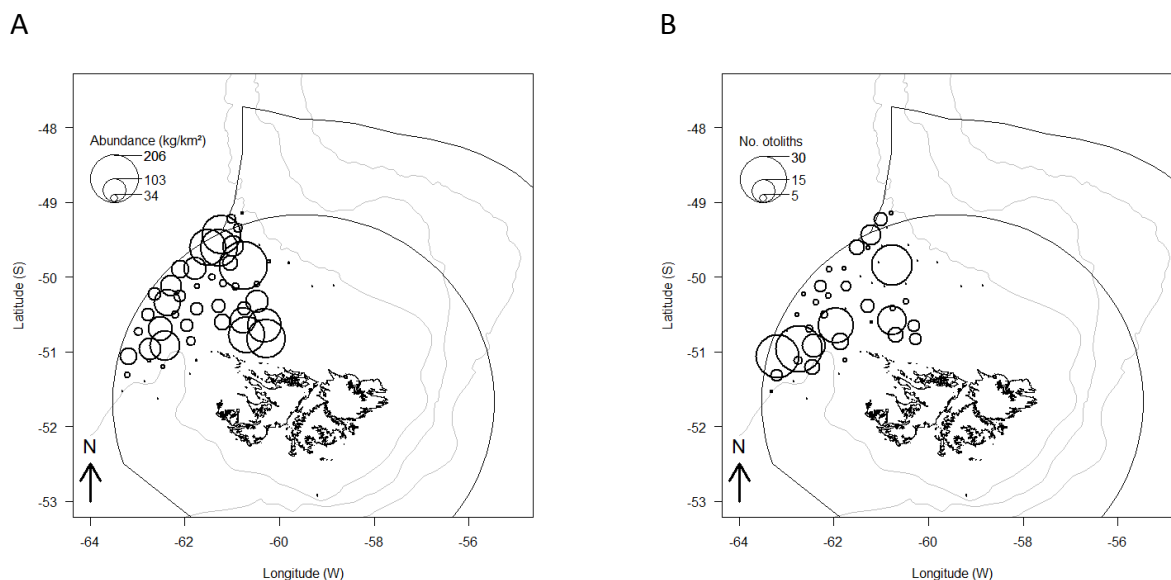 A
Abundance (kg/km²)
206
103
34
N
-48
-49
-50
-51
-52
-53
Latitude (S)
-64
-62
-60
-58
-56
Longitude (W)
B
No. otoliths
30
15
5
N
-48
-49
-50
-51
-52
-53
Latitude (S)
-64
-62
-60
-58
-56
Longitude (W)